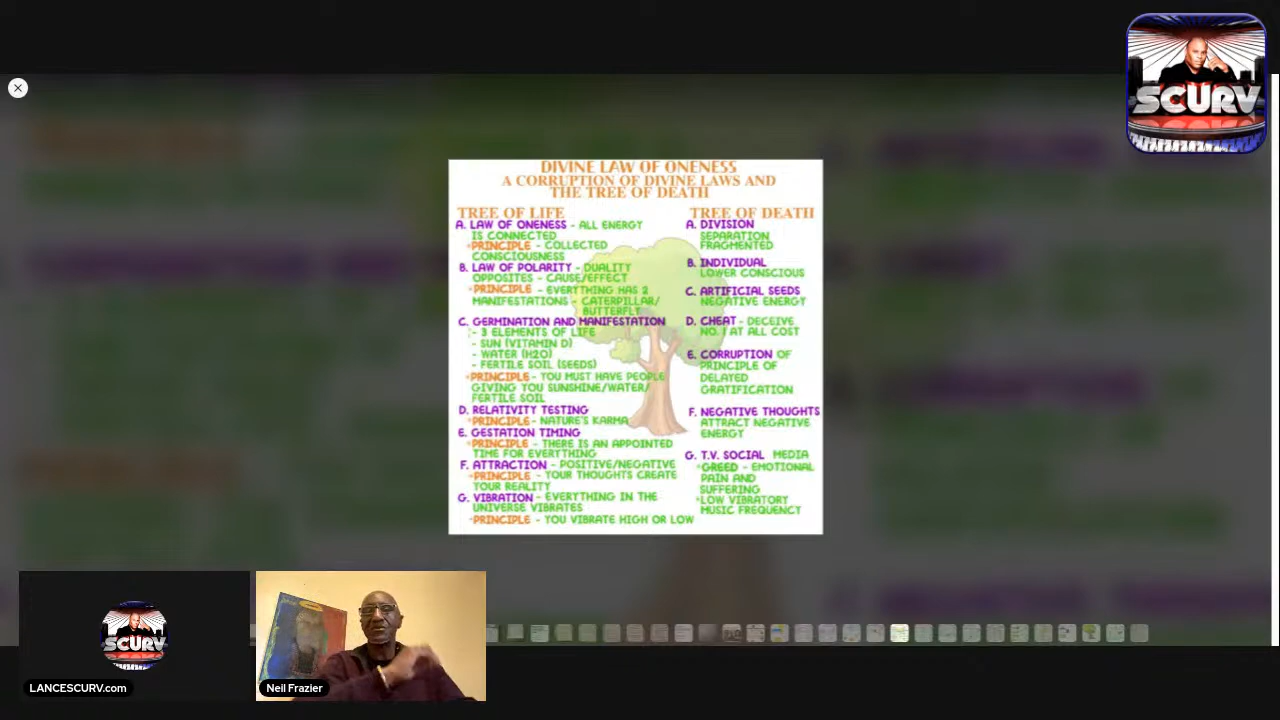 SCURV
DIVINE LAW OF ONENESS
A CORRUPTION OF DIVINE LAWS AND
THE TREE OF DEATH
TREE OF LIFE
A. LAW OF ONENESS - ALL ENERGY
IS CONNECTED
*PRINCIPLE - COLLECTED
CONSCIOUSNESS
B. LAW OF POLARITY - DUALITY
OPPOSITES - CAUSE/EFFECT
*PRINCIPLE - EVERYTHING HAS 2
MANIFESTATIONS - CATERPILLAR/
BUTTERFLY
C. GERMINATION AND MANIFESTATION
- 3 ELEMENTS OF LIFE
- SUN (VITAMIN D)
- WATER (H2O)
- FERTILE SOIL (SEEDS)
*PRINCIPLE - YOU MUST HAVE PEOPLE
GIVING YOU SUNSHINE/WATER/
FERTILE SOIL
D. RELATIVITY TESTING
*PRINCIPLE - NATURE'S KARMA
E. GESTATION TIMING
*PRINCIPLE - THERE IS AN APPOINTED
TIME FOR EVERYTHING
F. ATTRACTION - POSITIVE/NEGATIVE
*PRINCIPLE - YOUR THOUGHTS CREATE
YOUR REALITY
G. VIBRATION - EVERYTHING IN THE
UNIVERSE VIBRATES
*PRINCIPLE - YOU VIBRATE HIGH OR LOW
TREE OF DEATH
A. DIVISION
SEPARATION
FRAGMENTED
B. INDIVIDUAL
LOWER CONSCIOUS
C. ARTIFICIAL SEEDS
NEGATIVE ENERGY
D. CHEAT - DECEIVE
NO. 1 AT ALL COST
E. CORRUPTION OF
PRINCIPLE OF
DELAYED
GRATIFICATION
F. NEGATIVE THOUGHTS
ATTRACT NEGATIVE
ENERGY
G. T.V. SOCIAL MEDIA
*GREED - EMOTIONAL
PAIN AND
SUFFERING
*LOW VIBRATORY
MUSIC FREQUENCY
SCURV
LANCESCURV.com
Neil Frazier